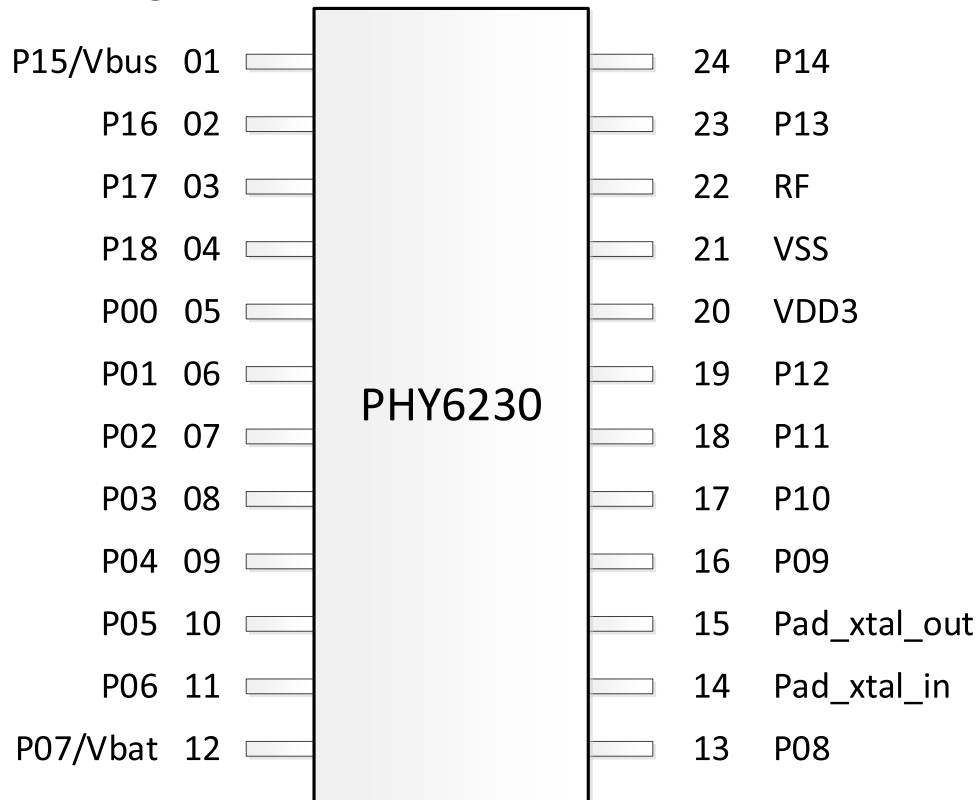 P15/Vbus 01 24 P14
P16 02 23 P13
P17 03 22 RF
P18 04 21 VSS
P00 05 20 VDD3
P01 06 19 P12
PHY6230
P02 07 18 P11
P03 08 17 P10
P04 09 16 P09
P05 10 15 Pad_xtal_out
P06 11 14 Pad_xtal_in
P07/Vbat 12 13 P08